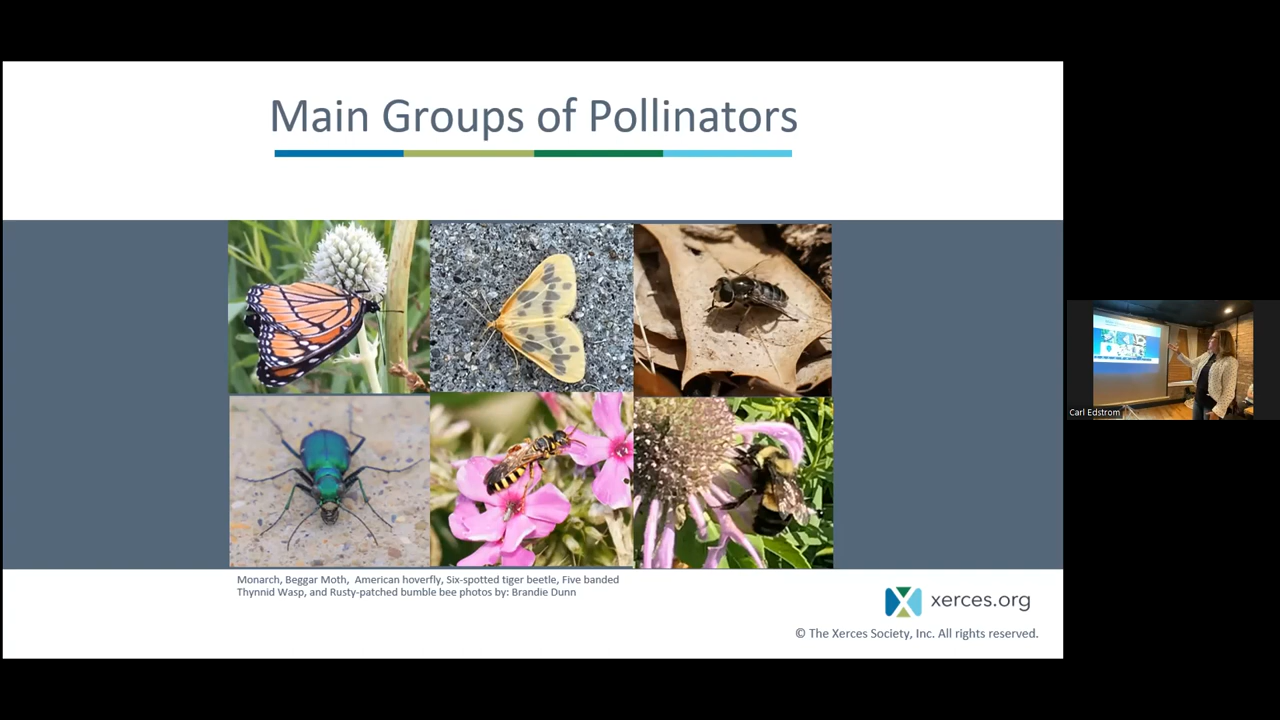 Main Groups of Pollinators
Monarch, Beggar Moth, American hoverfly, Six-spotted tiger beetle, Five banded
Thynnid Wasp, and Rusty-patched bumble bee photos by: Brandie Dunn
xerces.org
© The Xerces Society, Inc. All rights reserved.
Carl Edstrom